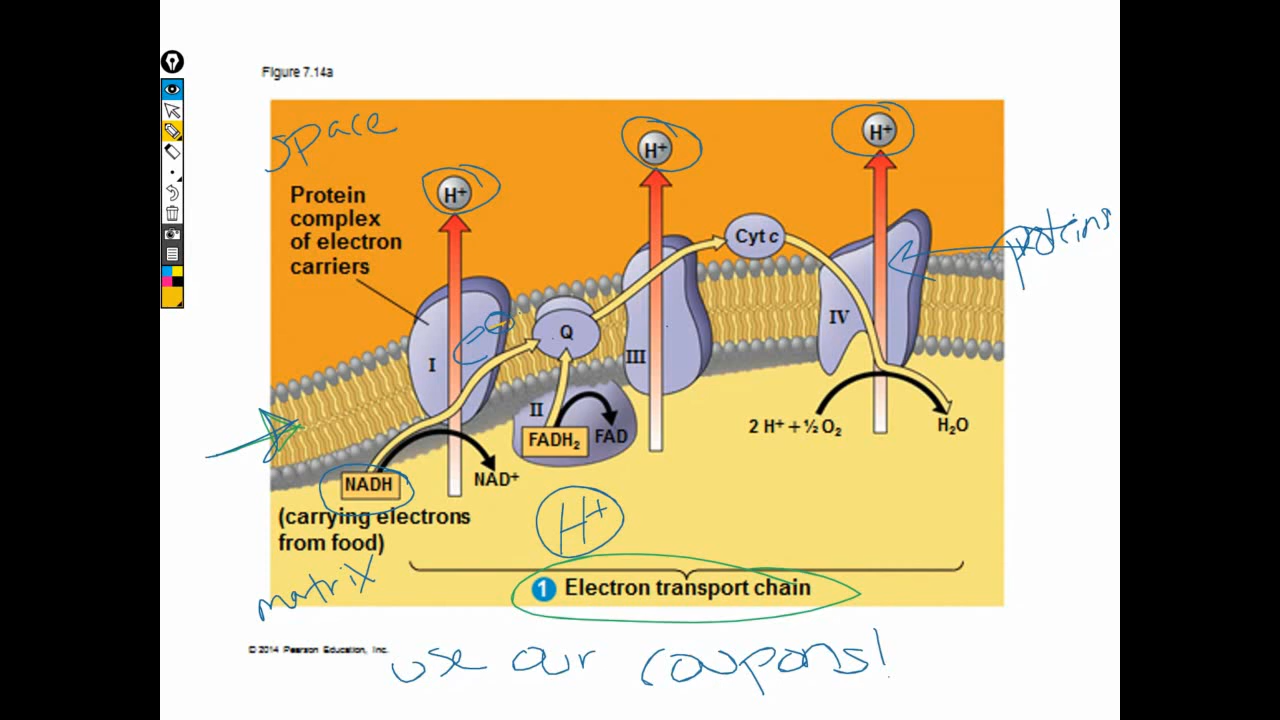 Figure 7.14a
space
H+
H+
H+
Protein
complex
of electron
carriers
Cyt c
proteins
I
e
Q
III
IV
II
FADH₂
FAD
2 H+ + ½ O₂
H₂O
NADH
NAD+
(carrying electrons
from food)
H+
matrix
1 Electron transport chain
© 2014 Pearson Education, Inc.
use our coupons!